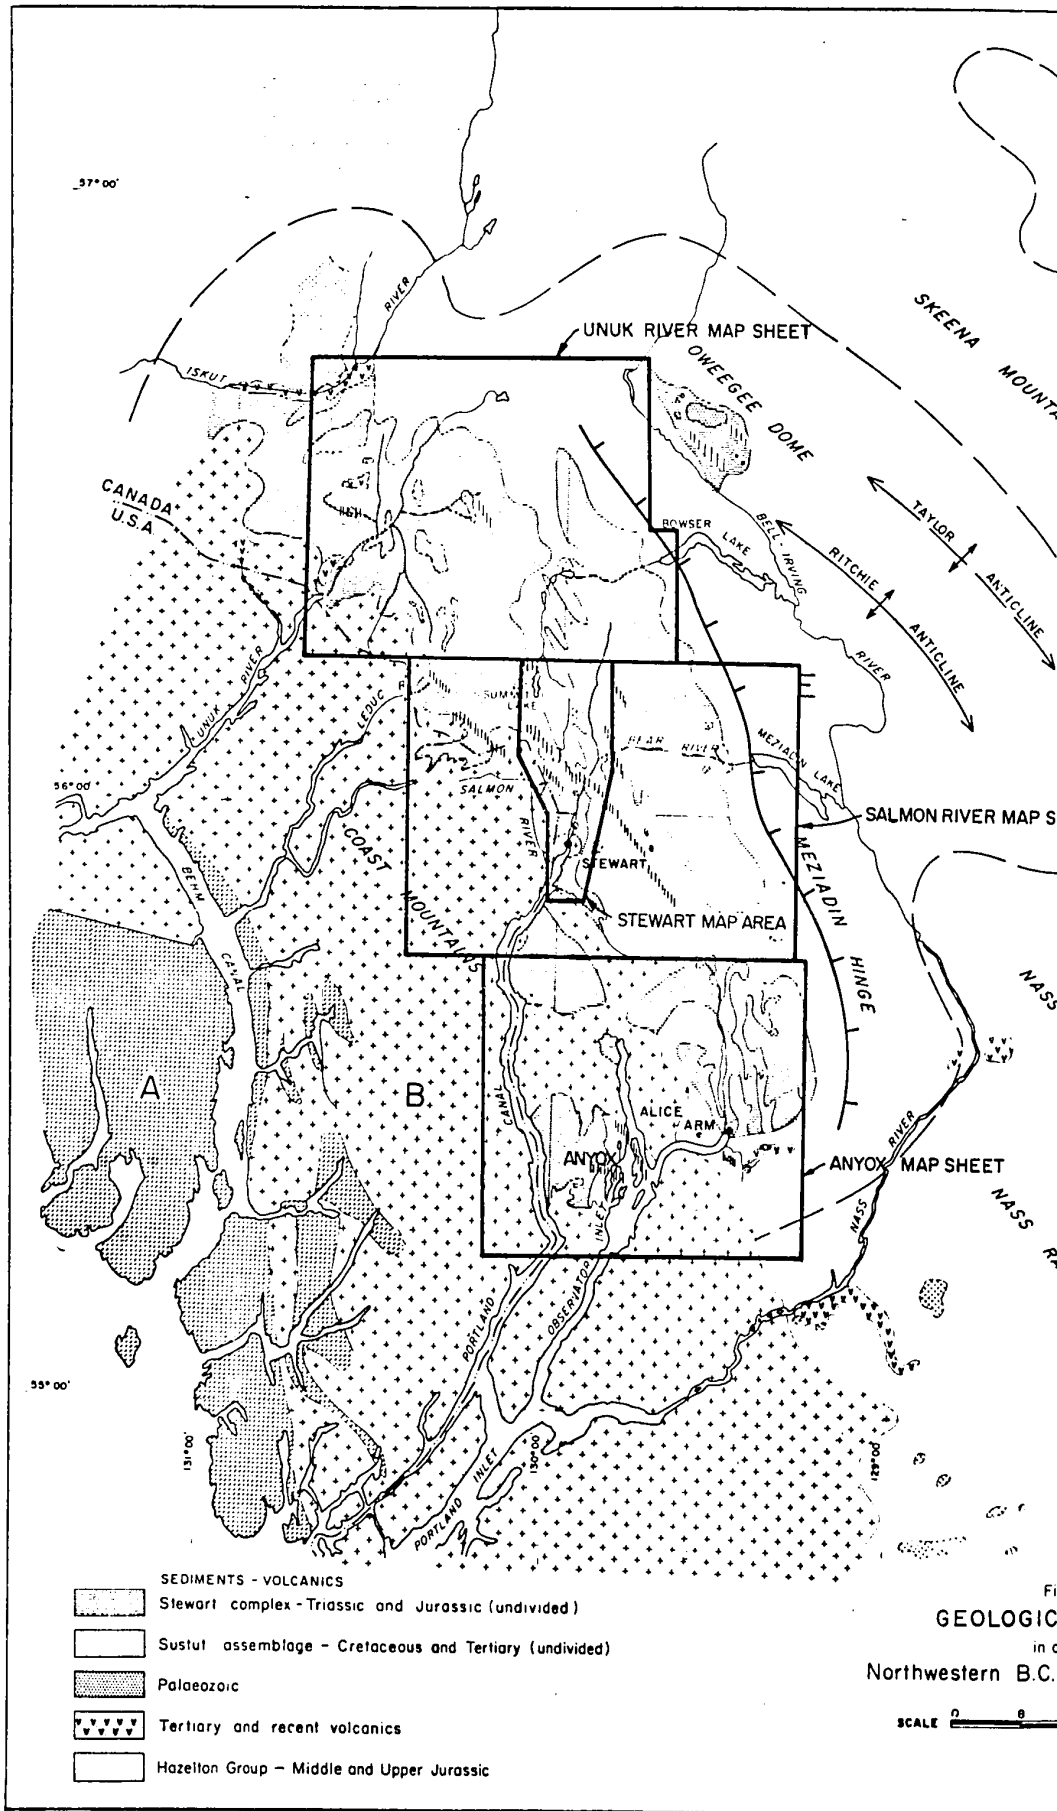 57°00'
SKEENA
MOUNTA
RIVER
UNUK RIVER MAP SHEET
OWEEGEE DOME
ISKUT
CANADA
U.S.A.
TAYLOR
ANTICLINE
BOWSER
LAKE
BELL-IRVING
RIVER
RITCHIE
ANTICLINE
UNUK RIVER
LEDUC
R
SUMMIT
LAKE
BEAR RIVER
MEZIADIN LAKE
56°00'
SALMON
RIVER
SALMON RIVER MAP S
COAST
MOUNTAINS
STEWART
STEWART MAP AREA
MEZIADIN
HINGE
BEHM
CANAL
NASS
A
B
CANAL
ALICE
ARM
ANYOX
ANYOX MAP SHEET
NASS
RIVER
NASS
RA
OBSERVATORY INLET
PORTLAND
55°00'
131°00'
PORTLAND INLET
130°00'
129°00'
SEDIMENTS - VOLCANICS
Stewart complex - Triassic and Jurassic (undivided)
Sustut assemblage - Cretaceous and Tertiary (undivided)
Palaeozoic
Tertiary and recent volcanics
Hazelton Group - Middle and Upper Jurassic
Fi
GEOLOGIC
in
Northwestern B.C.
SCALE 0 8